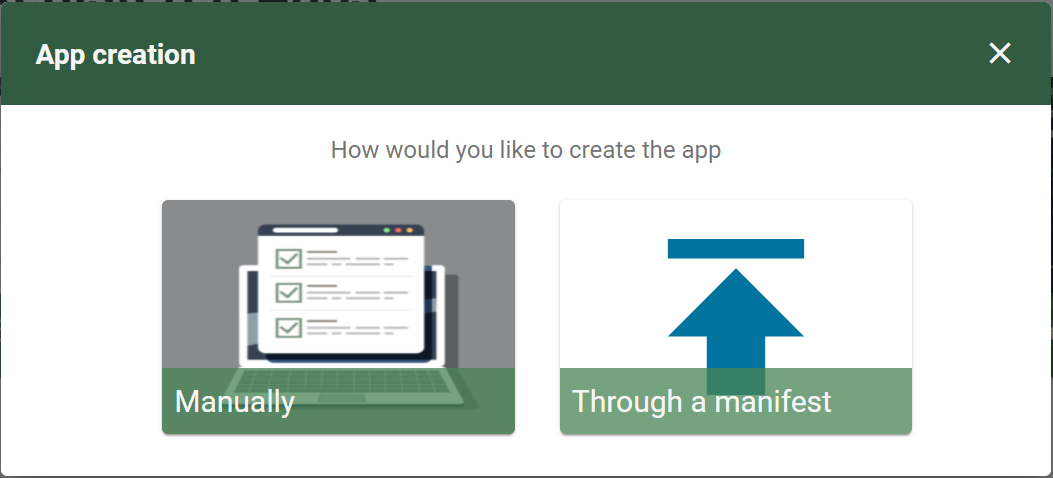 App creation
How would you like to create the app
Manually
Through a manifest